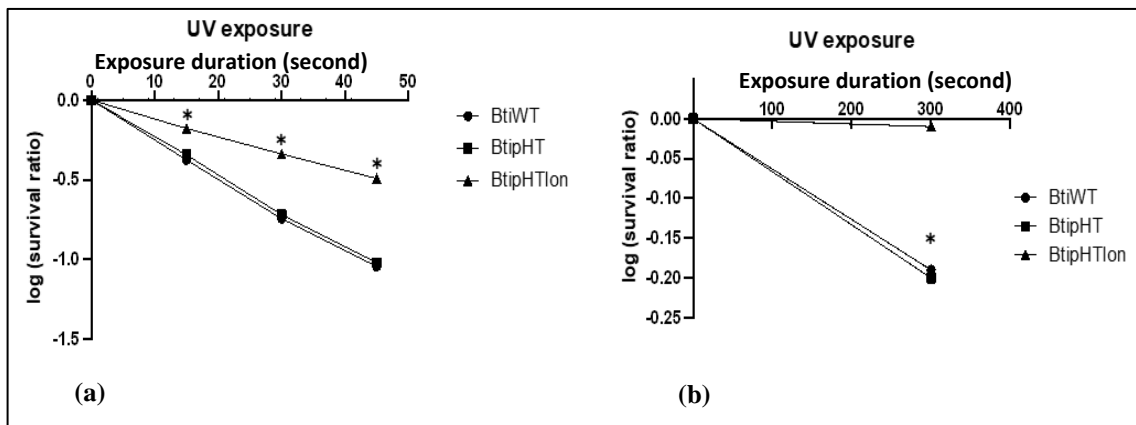 UV exposure
Exposure duration (second)
0 10 20 30 40 50
0.0
-0.5
-1.0
-1.5
log (survival ratio)
* * *
BtiWT
BtipHT
BtipHTlon
(a)
UV exposure
Exposure duration (second)
100 200 300 400
0.00
-0.05
-0.10
-0.15
-0.20
-0.25
log (survival ratio)
*
BtiWT
BtipHT
BtipHTlon
(b)